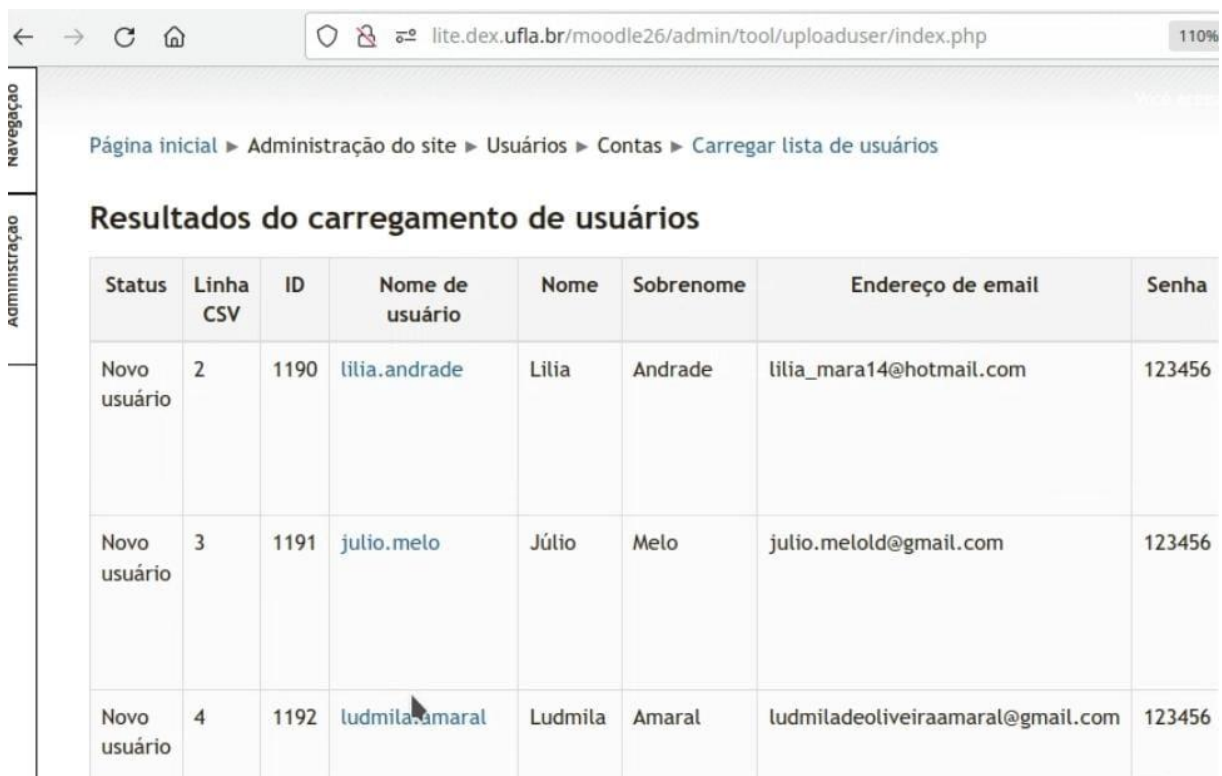 lite.dex.ufla.br/moodle26/admin/tool/uploaduser/index.php 110%
Navegação
Administração
Página inicial ► Administração do site ► Usuários ► Contas ► Carregar lista de usuários
Resultados do carregamento de usuários
Status Linha CSV ID Nome de usuário Nome Sobrenome Endereço de email Senha
Novo usuário 2 1190 lilia.andrade Lilia Andrade lilia_mara14@hotmail.com 123456
Novo usuário 3 1191 julio.melo Júlio Melo julio.melold@gmail.com 123456
Novo usuário 4 1192 ludmila.amaral Ludmila Amaral ludmiladeoliveiraamaral@gmail.com 123456